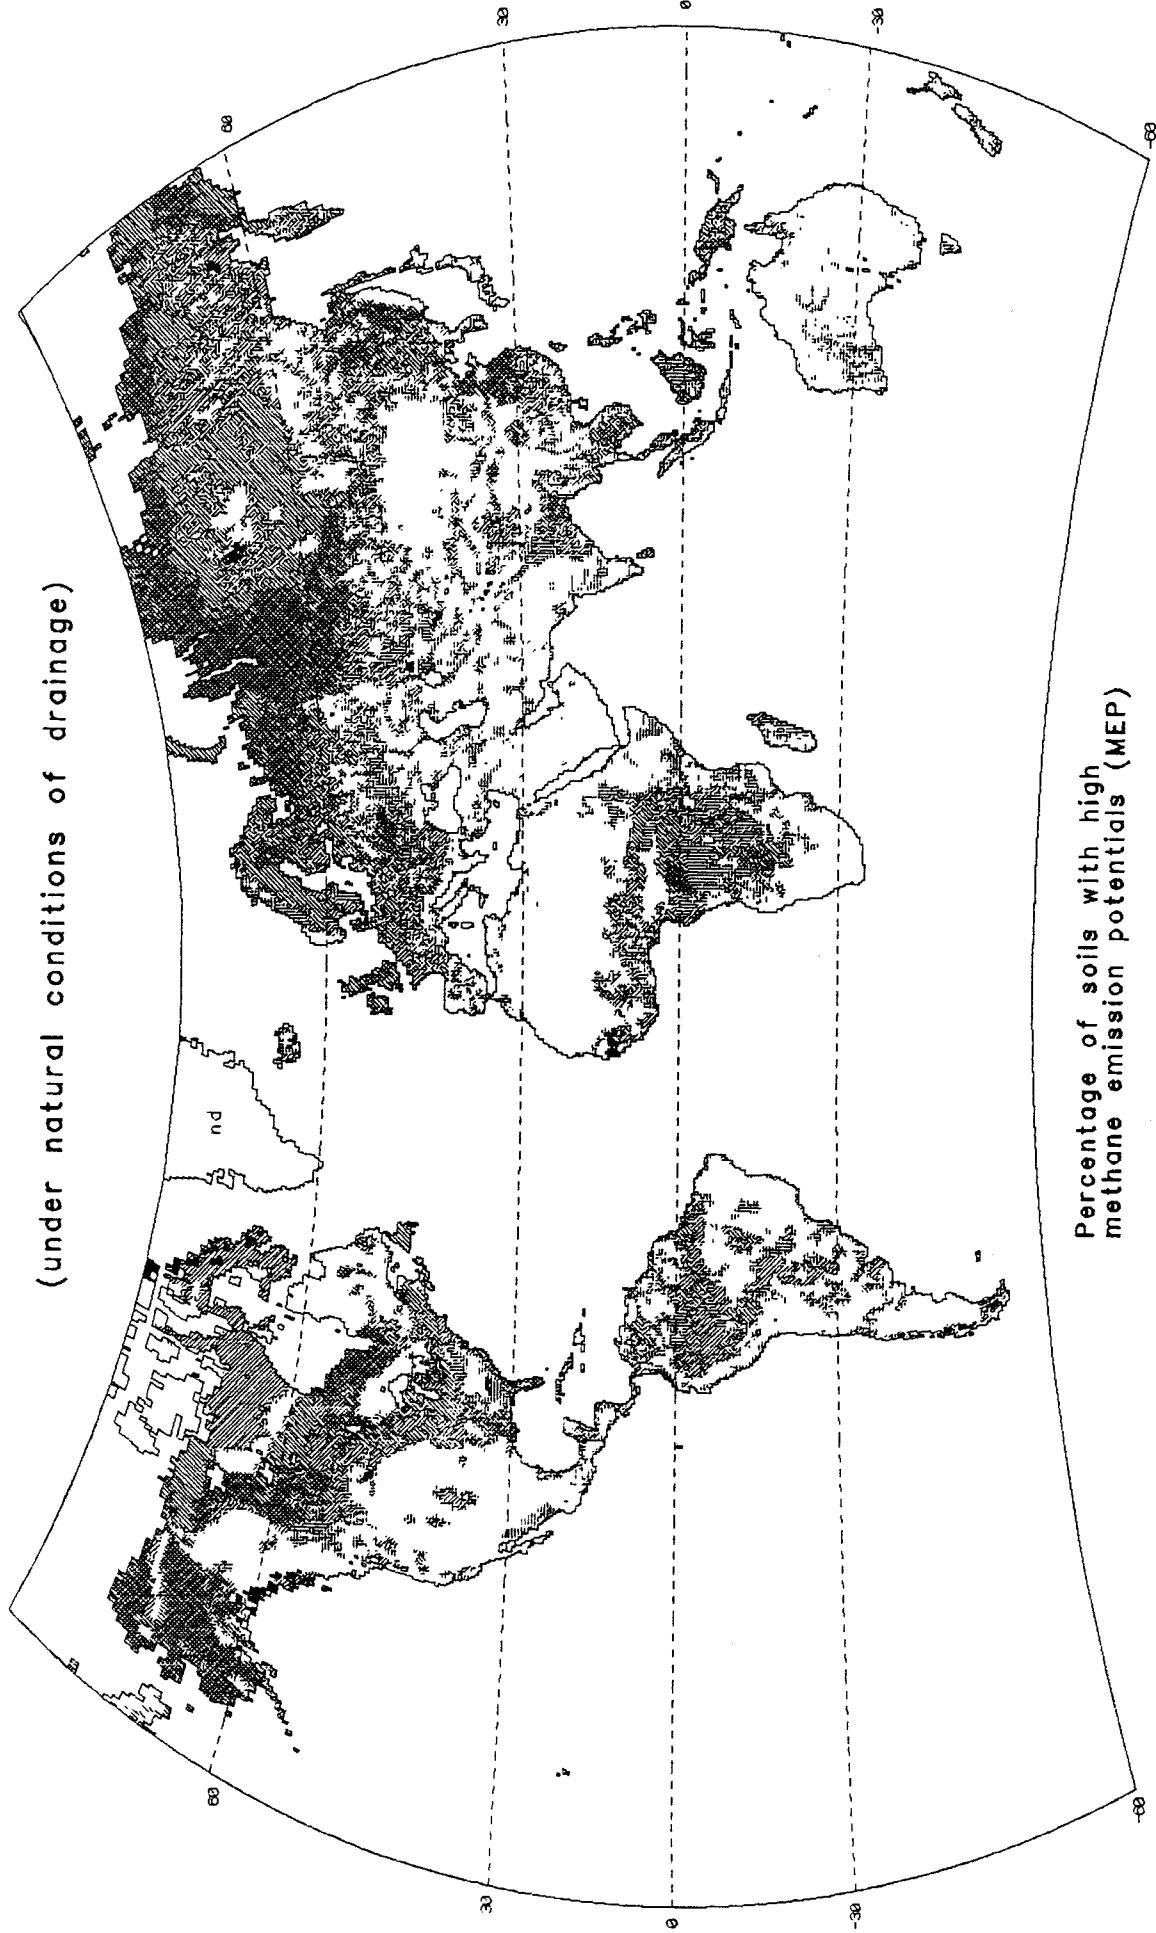 (under natural conditions of drainage)
60
30
0
-30
-60
nd
60
30
0
-30
-60
Percentage of soils with high
methane emission potentials (MEP)